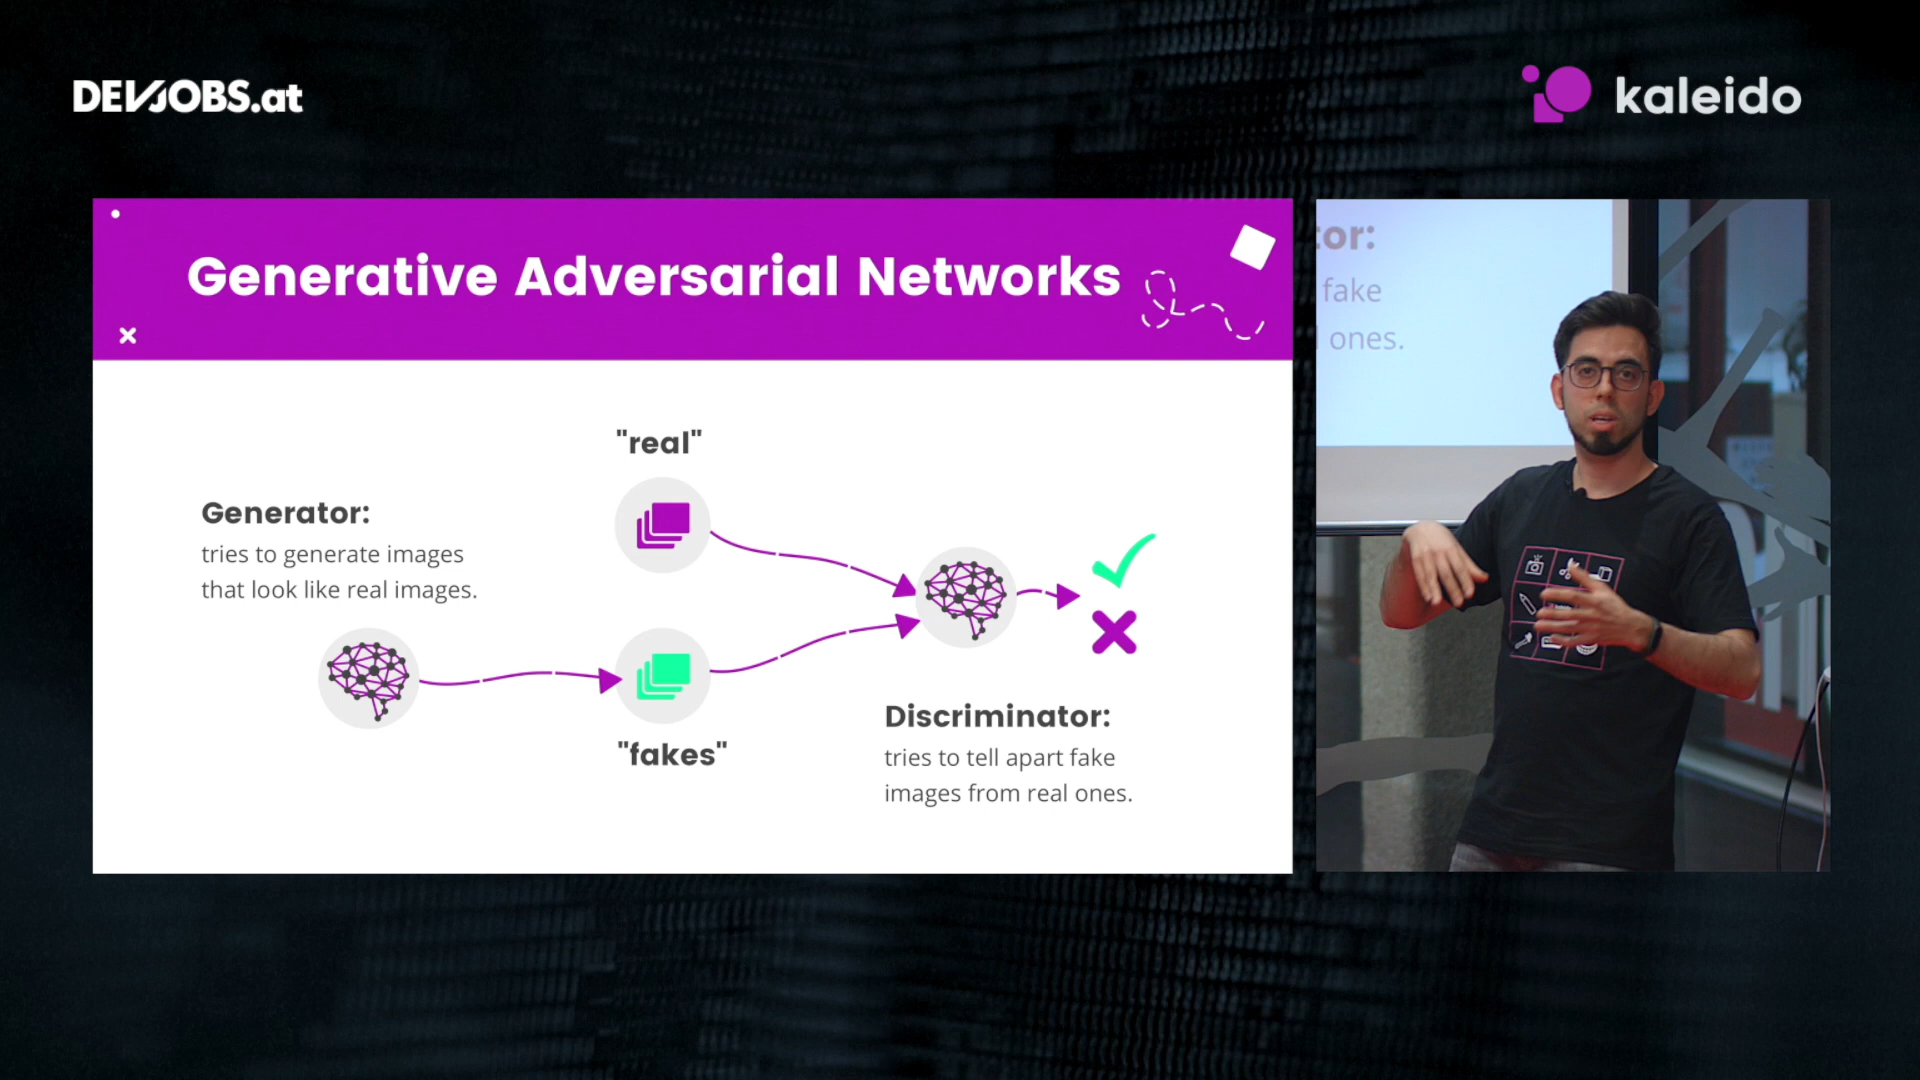 DEVJOBS.at
kaleido
Generative Adversarial Networks
"real"
Generator:
tries to generate images
that look like real images.
"fakes"
Discriminator:
tries to tell apart fake
images from real ones.
tor:
fake
ones.